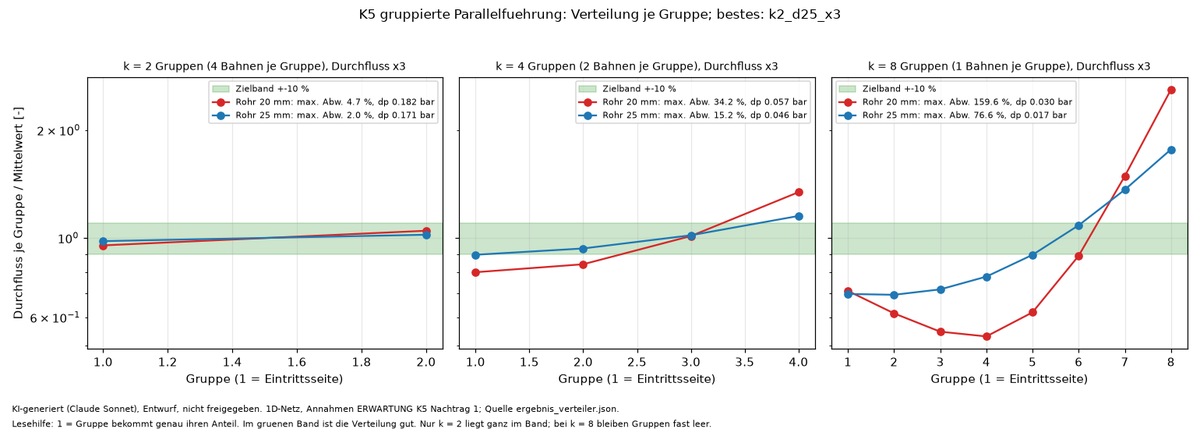 K5 gruppierte Parallelfuehrung: Verteilung je Gruppe; bestes: k2_d25_x3
k = 2 Gruppen (4 Bahnen je Gruppe), Durchfluss x3
Zielband +-10 %
Rohr 20 mm: max. Abw. 4.7 %, dp 0.182 bar
Rohr 25 mm: max. Abw. 2.0 %, dp 0.171 bar
Durchfluss je Gruppe / Mittelwert [-]
2 × 10⁰
10⁰
6 × 10⁻¹
1.0 1.2 1.4 1.6 1.8 2.0
Gruppe (1 = Eintrittsseite)
k = 4 Gruppen (2 Bahnen je Gruppe), Durchfluss x3
Zielband +-10 %
Rohr 20 mm: max. Abw. 34.2 %, dp 0.057 bar
Rohr 25 mm: max. Abw. 15.2 %, dp 0.046 bar
1.0 1.5 2.0 2.5 3.0 3.5 4.0
Gruppe (1 = Eintrittsseite)
k = 8 Gruppen (1 Bahnen je Gruppe), Durchfluss x3
Zielband +-10 %
Rohr 20 mm: max. Abw. 159.6 %, dp 0.030 bar
Rohr 25 mm: max. Abw. 76.6 %, dp 0.017 bar
1 2 3 4 5 6 7 8
Gruppe (1 = Eintrittsseite)
KI-generiert (Claude Sonnet), Entwurf, nicht freigegeben. 1D-Netz, Annahmen ERWARTUNG K5 Nachtrag 1; Quelle ergebnis_verteiler.json.
Lesehilfe: 1 = Gruppe bekommt genau ihren Anteil. Im gruenen Band ist die Verteilung gut. Nur k = 2 liegt ganz im Band; bei k = 8 bleiben Gruppen fast leer.